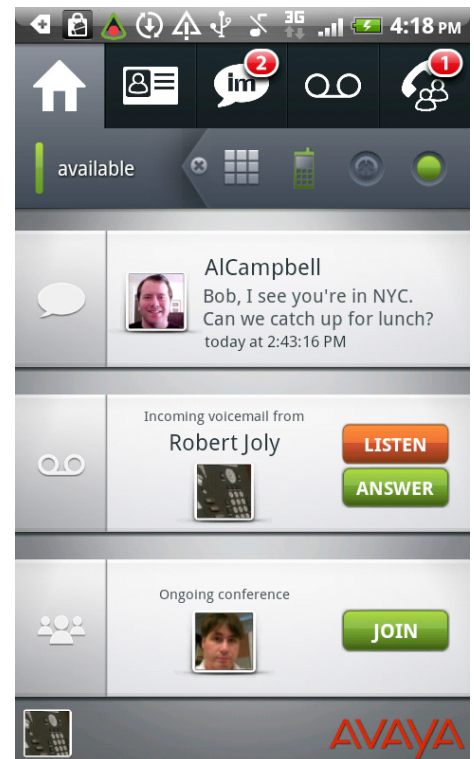 3G
4:18 PM
im
2
1
available
AlCampbell
Bob, I see you're in NYC.
Can we catch up for lunch?
today at 2:43:16 PM
Incoming voicemail from
Robert Joly
LISTEN
ANSWER
Ongoing conference
JOIN
AVAYA